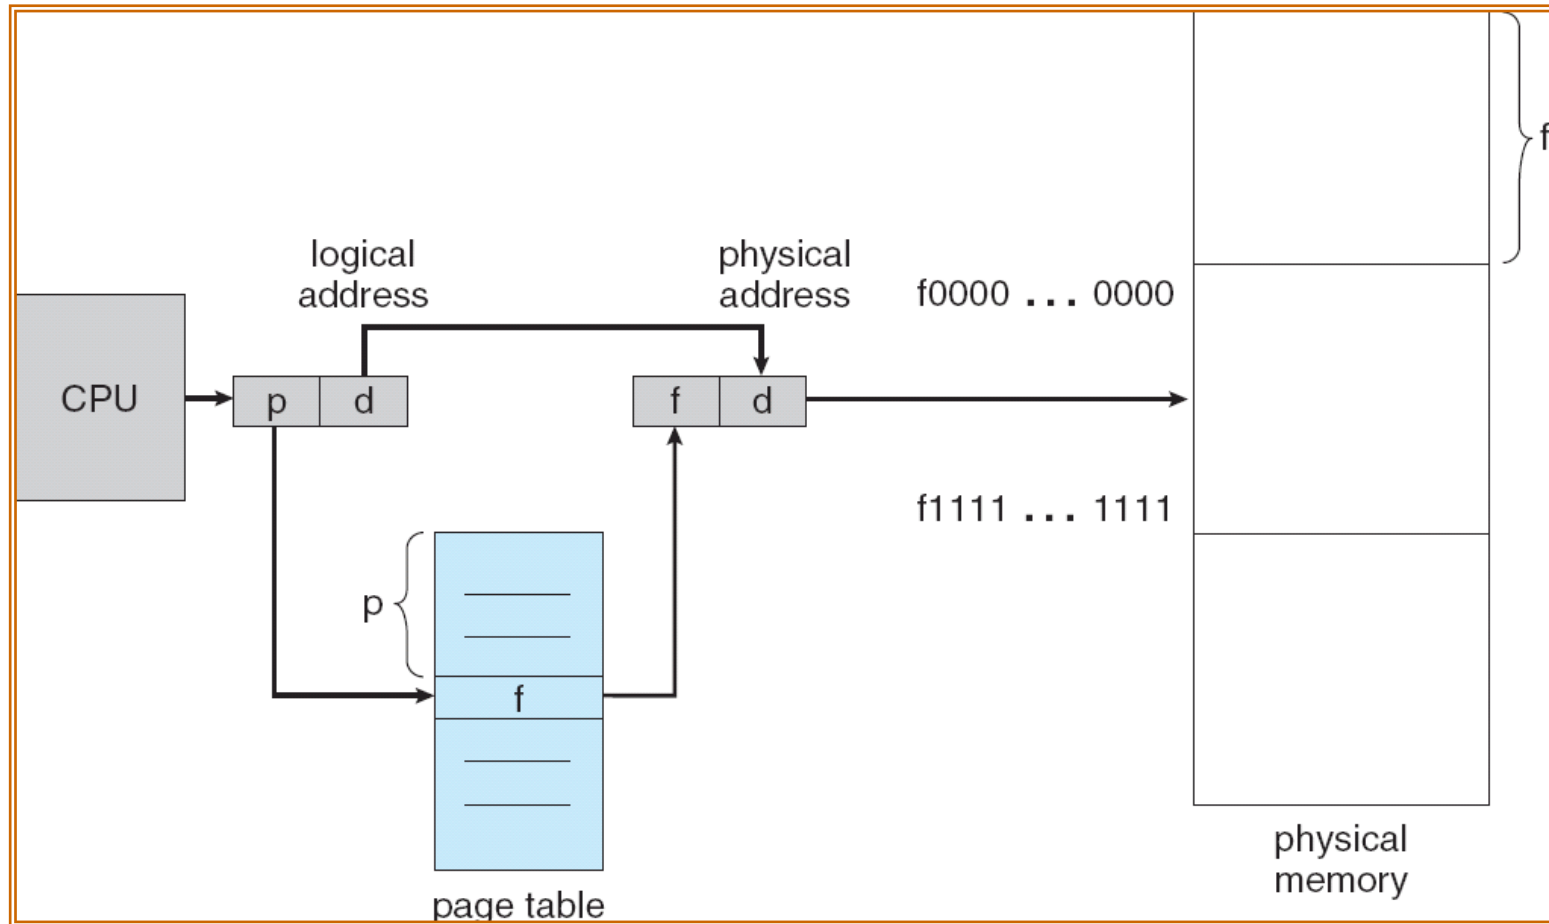 f
logical
address
physical
address
f0000 ... 0000
CPU
p
d
f
d
f1111 ... 1111
p
f
physical
memory
page table